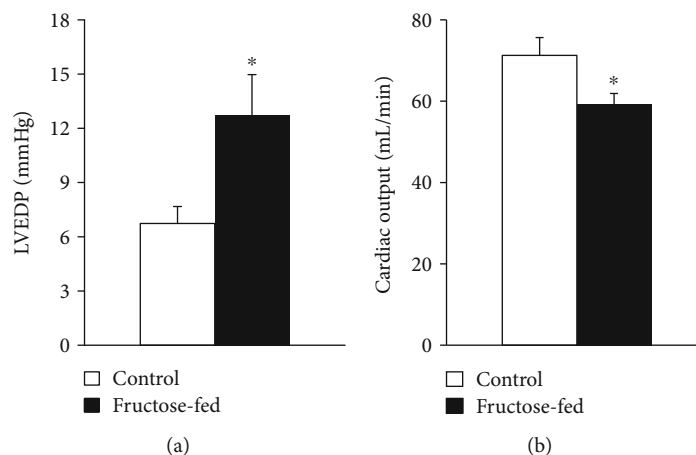 18
15
12
9
6
3
0
LVEDP (mmHg)
*
Control
Fructose-fed
(a)
80
60
40
20
0
Cardiac output (mL/min)
*
Control
Fructose-fed
(b)